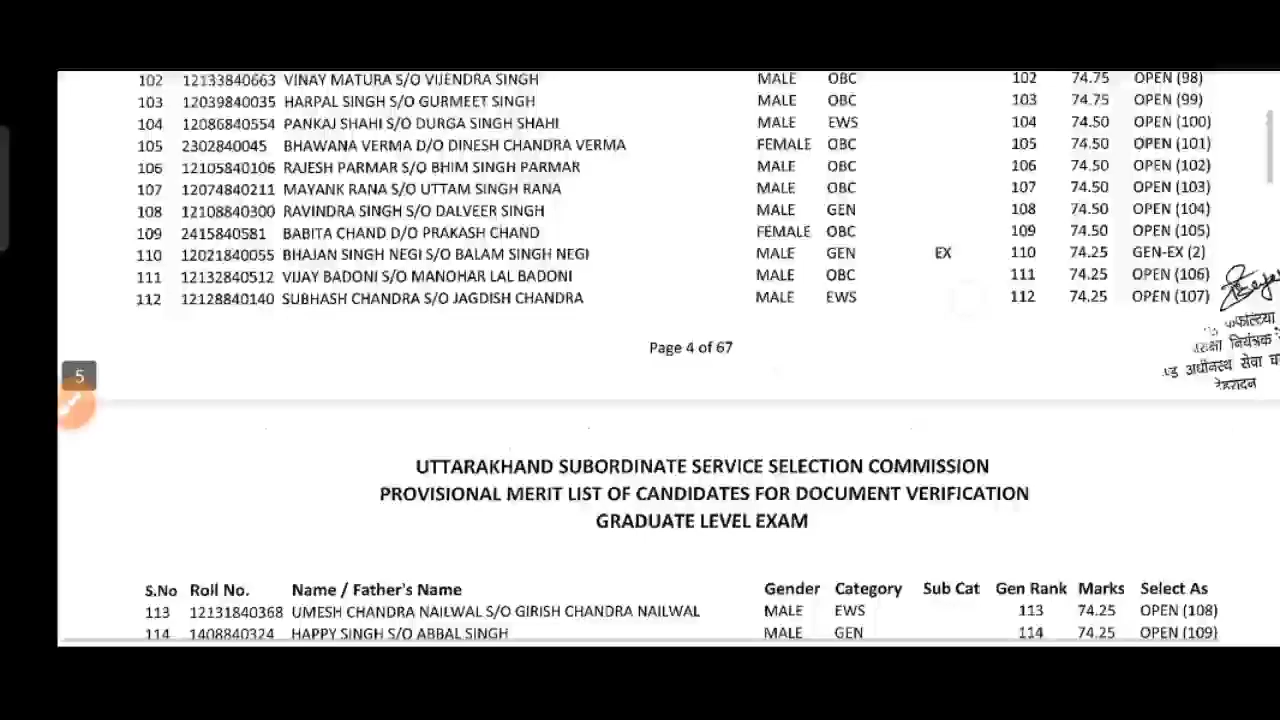 102 12133840663 VINAY MATURA S/O VIJENDRA SINGH MALE OBC 102 74.75 OPEN (98)
103 12039840035 HARPAL SINGH S/O GURMEET SINGH MALE OBC 103 74.75 OPEN (99)
104 12086840554 PANKAJ SHAHI S/O DURGA SINGH SHAHI MALE EWS 104 74.50 OPEN (100)
105 2302840045 BHAWANA VERMA D/O DINESH CHANDRA VERMA FEMALE OBC 105 74.50 OPEN (101)
106 12105840106 RAJESH PARMAR S/O BHIM SINGH PARMAR MALE OBC 106 74.50 OPEN (102)
107 12074840211 MAYANK RANA S/O UTTAM SINGH RANA MALE OBC 107 74.50 OPEN (103)
108 12108840300 RAVINDRA SINGH S/O DALVEER SINGH MALE GEN 108 74.50 OPEN (104)
109 2415840581 BABITA CHAND D/O PRAKASH CHAND FEMALE OBC 109 74.50 OPEN (105)
110 12021840055 BHAJAN SINGH NEGI S/O BALAM SINGH NEGI MALE GEN EX 110 74.25 GEN-EX (2)
111 12132840512 VIJAY BADONI S/O MANOHAR LAL BADONI MALE OBC 111 74.25 OPEN (106)
112 12128840140 SUBHASH CHANDRA S/O JAGDISH CHANDRA MALE EWS 112 74.25 OPEN (107)
नियंत्रक
अधीनस्थ सेवा
Page 4 of 67
5
UTTARAKHAND SUBORDINATE SERVICE SELECTION COMMISSION
PROVISIONAL MERIT LIST OF CANDIDATES FOR DOCUMENT VERIFICATION
GRADUATE LEVEL EXAM
S.No Roll No. Name / Father's Name Gender Category Sub Cat Gen Rank Marks Select As
113 12131840368 UMESH CHANDRA NAILWAL S/O GIRISH CHANDRA NAILWAL MALE EWS 113 74.25 OPEN (108)
114 1408840324 HAPPY SINGH S/O ABBAL SINGH MALE GEN 114 74.25 OPEN (109)